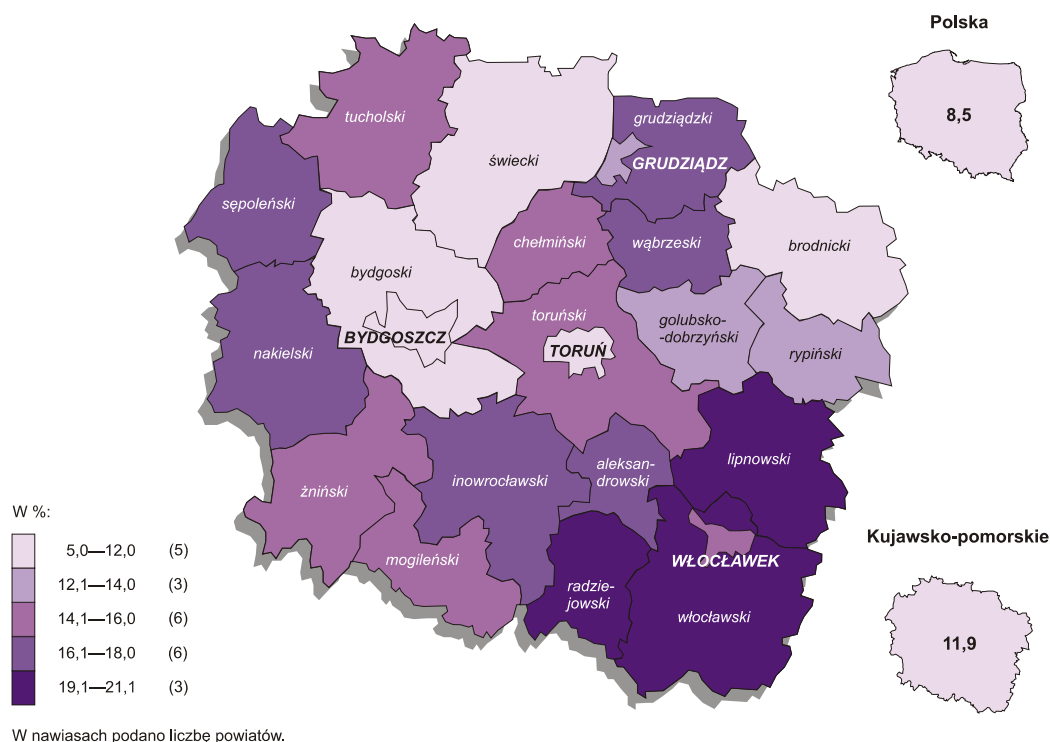 Polska
8,5
tucholski
grudziądzki
świecki
GRUDZIĄDZ
sępoleński
chełmiński
wąbrzeski
brodnicki
bydgoski
toruński
golubsko-
-dobrzyński
BYDGOSZCZ
TORUŃ
rypiński
nakielski
lipnowski
aleksan-
drowski
inowrocławski
żniński
W %:
Kujawsko-pomorskie
5,0—12,0 (5)
mogileński
WŁOCŁAWEK
12,1—14,0 (3)
radzie-
jowski
14,1—16,0 (6)
włocławski
16,1—18,0 (6)
11,9
19,1—21,1 (3)
W nawiasach podano liczbę powiatów.